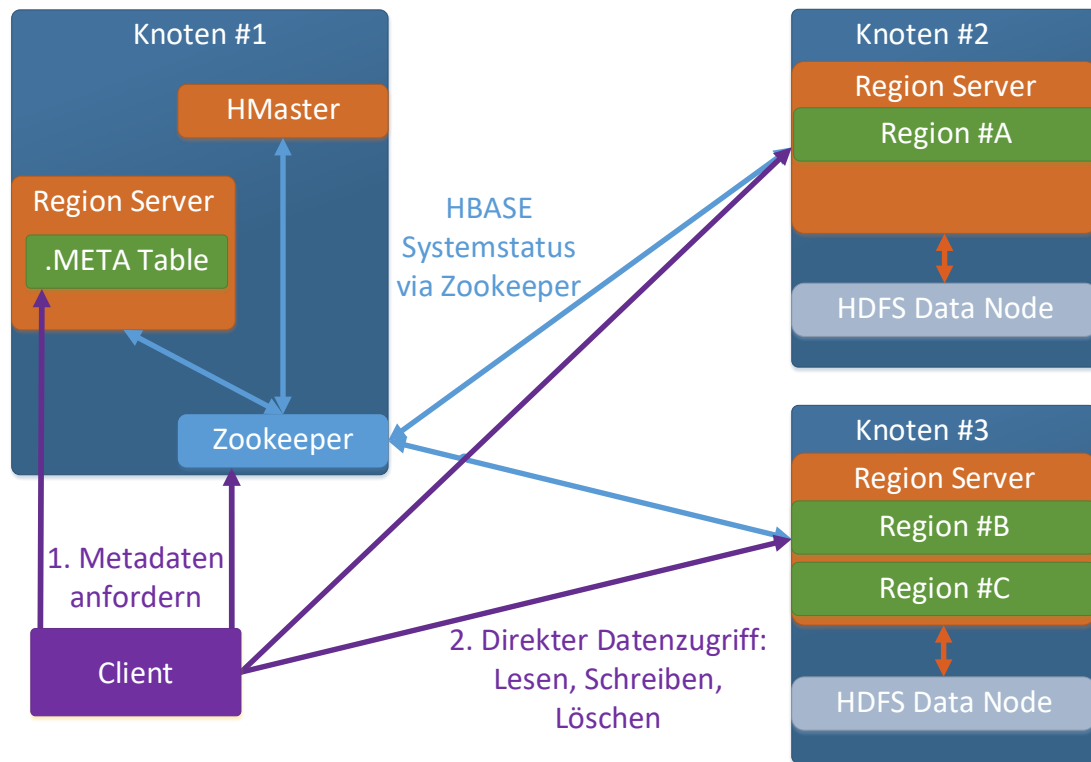 Knoten #1
HMaster
Region Server
.META Table
Zookeeper
HBASE
Systemstatus
via Zookeeper
1. Metadaten
anfordern
Client
2. Direkter Datenzugriff:
Lesen, Schreiben,
Löschen
Knoten #2
Region Server
Region #A
HDFS Data Node
Knoten #3
Region Server
Region #B
Region #C
HDFS Data Node